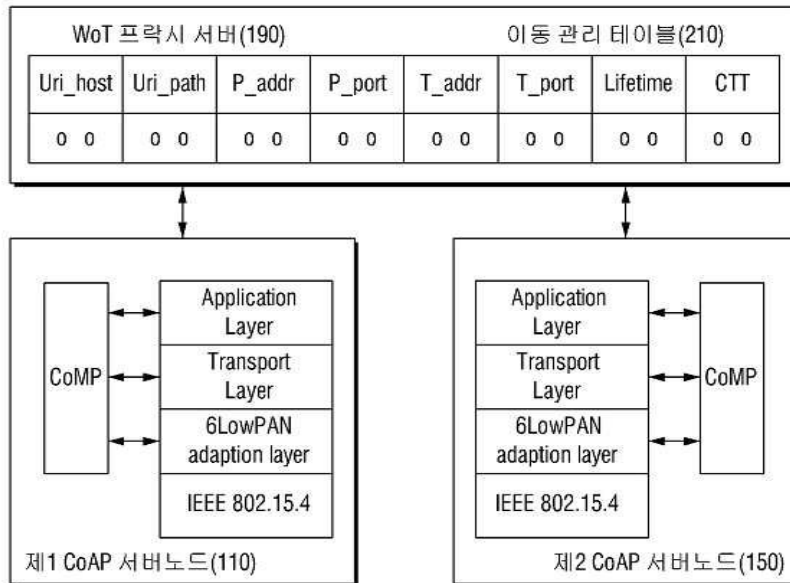 WoT 프락시 서버(190) 이동 관리 테이블(210)
Uri_host Uri_path P_addr P_port T_addr T_port Lifetime CTT
0 0 0 0 0 0 0 0 0 0 0 0 0 0 0 0
CoMP
Application
Layer
Transport
Layer
6LowPAN
adaption layer
IEEE 802.15.4
제1 CoAP 서버노드(110)
Application
Layer
Transport
Layer
6LowPAN
adaption layer
IEEE 802.15.4
CoMP
제2 CoAP 서버노드(150)